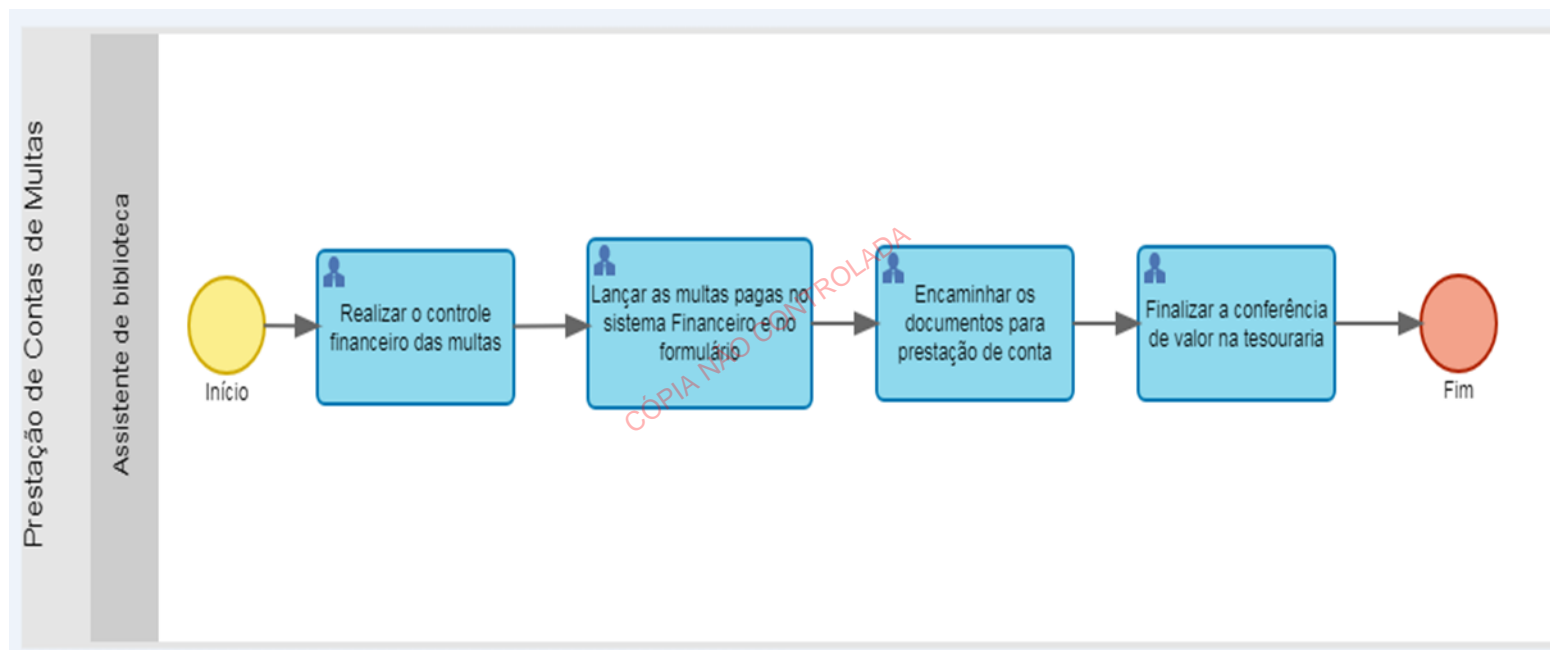 Prestação de Contas de Multas
Assistente de biblioteca
Início
Realizar o controle
financeiro das multas
Lançar as multas pagas no
sistema Financeiro e no
formulário
Encaminhar os
documentos para
prestação de conta
Finalizar a conferência
de valor na tesouraria
Fim
CÓPIA NÃO CONTROLADA